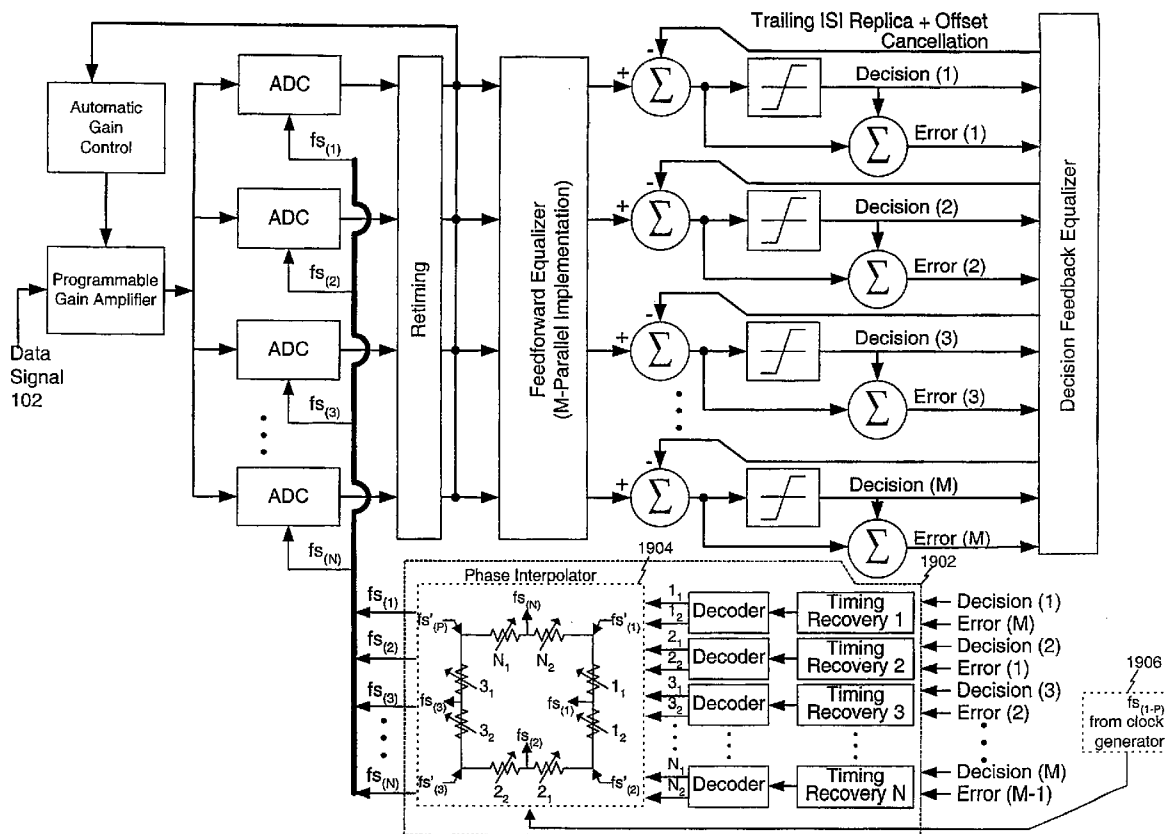 Trailing ISI Replica + Offset
Cancellation
Automatic
Gain
Control
Programmable
Gain Amplifier
Data
Signal
102
ADC
fs(1)
ADC
fs(2)
ADC
fs(3)
ADC
fs(N)
Retiming
Feedforward Equalizer
(M-Parallel Implementation)
+
-
Σ
Decision (1)
Σ
Error (1)
+
-
Σ
Decision (2)
Σ
Error (2)
+
-
Σ
Decision (3)
Σ
Error (3)
+
-
Σ
Decision (M)
Σ
Error (M)
Decision Feedback Equalizer
1904
1902
Phase Interpolator
fs(1)
fs(2)
fs(3)
fs(N)
fs'(P)
fs(N)
fs'(1)
N1
N2
31
fs(3)
32
11
fs(1)
12
fs(2)
fs'(3)
22
21
fs'(2)
11
12
Decoder
Timing
Recovery 1
Decision (1)
Error (M)
21
22
Decoder
Timing
Recovery 2
Decision (2)
Error (1)
31
32
Decoder
Timing
Recovery 3
Decision (3)
Error (2)
N1
N2
Decoder
Timing
Recovery N
Decision (M)
Error (M-1)
1906
fs(1-P)
from clock
generator